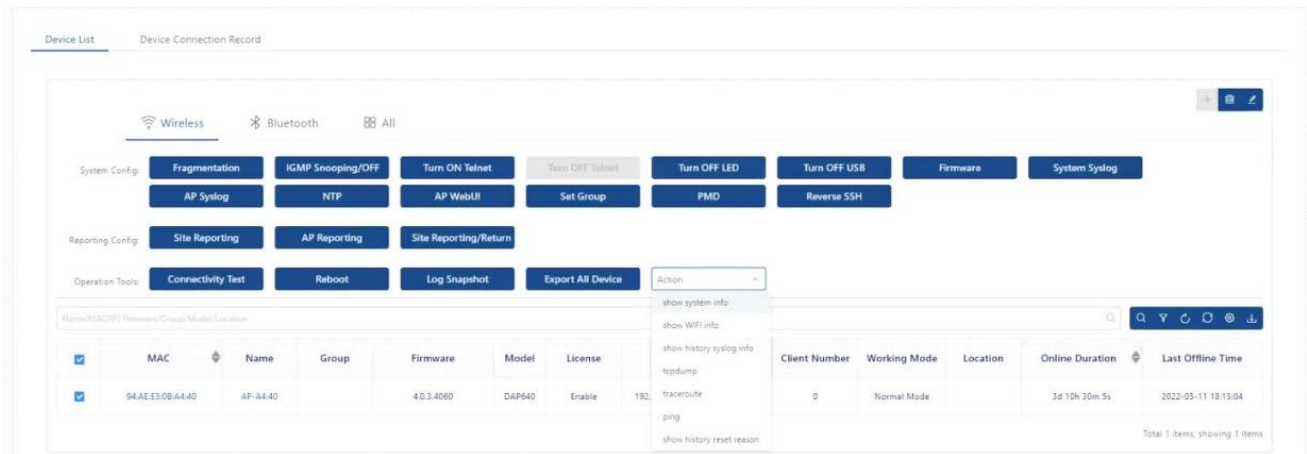 Device List Device Connection Record
Wireless Bluetooth All
System Config: Fragmentation IGMP Snooping/OFF Turn ON Telnet Turn OFF Telnet Turn OFF LED Turn OFF USB Firmware System Syslog
AP Syslog NTP AP WebUI Set Group PMD Reverse SSH
Reporting Config: Site Reporting AP Reporting Site Reporting/Return
Operation Tools: Connectivity Test Reboot Log Snapshot Export All Device Action
show system info
Name/MAC/IP/ Firmware/Group/Model/Location
show WIFI info
show history syslog info
MAC Name Group Firmware Model License Client Number Working Mode Location Online Duration Last Offline Time
tcpdump
94:AE:E3:0B:A4:40 AP-A4:40 4.0.3.4060 DAP640 Enable 192. traceroute 0 Normal Mode 3d 10h 30m 5s 2022-05-11 18:15:04
ping
Total 1 items, showing 1 items
show history reset reason